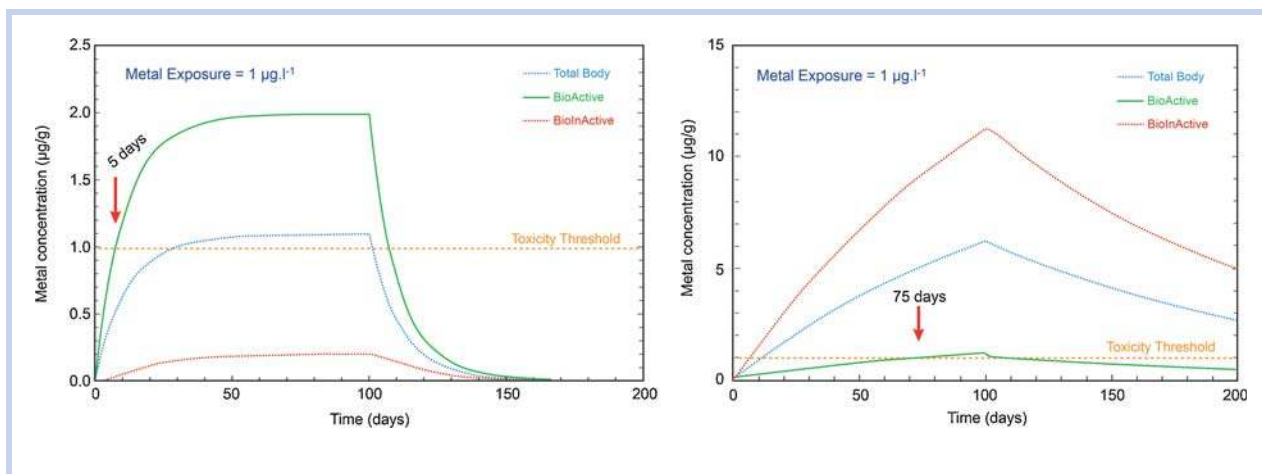 2.5
2.0
1.5
1.0
0.5
0.0
Metal concentration (µg/g)
Metal Exposure = 1 µg.l-1
Total Body
BioActive
BioInActive
5 days
Toxicity Threshold
0
50
100
150
200
Time (days)
15
10
5
0
Metal concentration (µg/g)
Metal Exposure = 1 µg.l-1
Total Body
BioActive
BioInActive
75 days
Toxicity Threshold
0
50
100
150
200
Time (days)